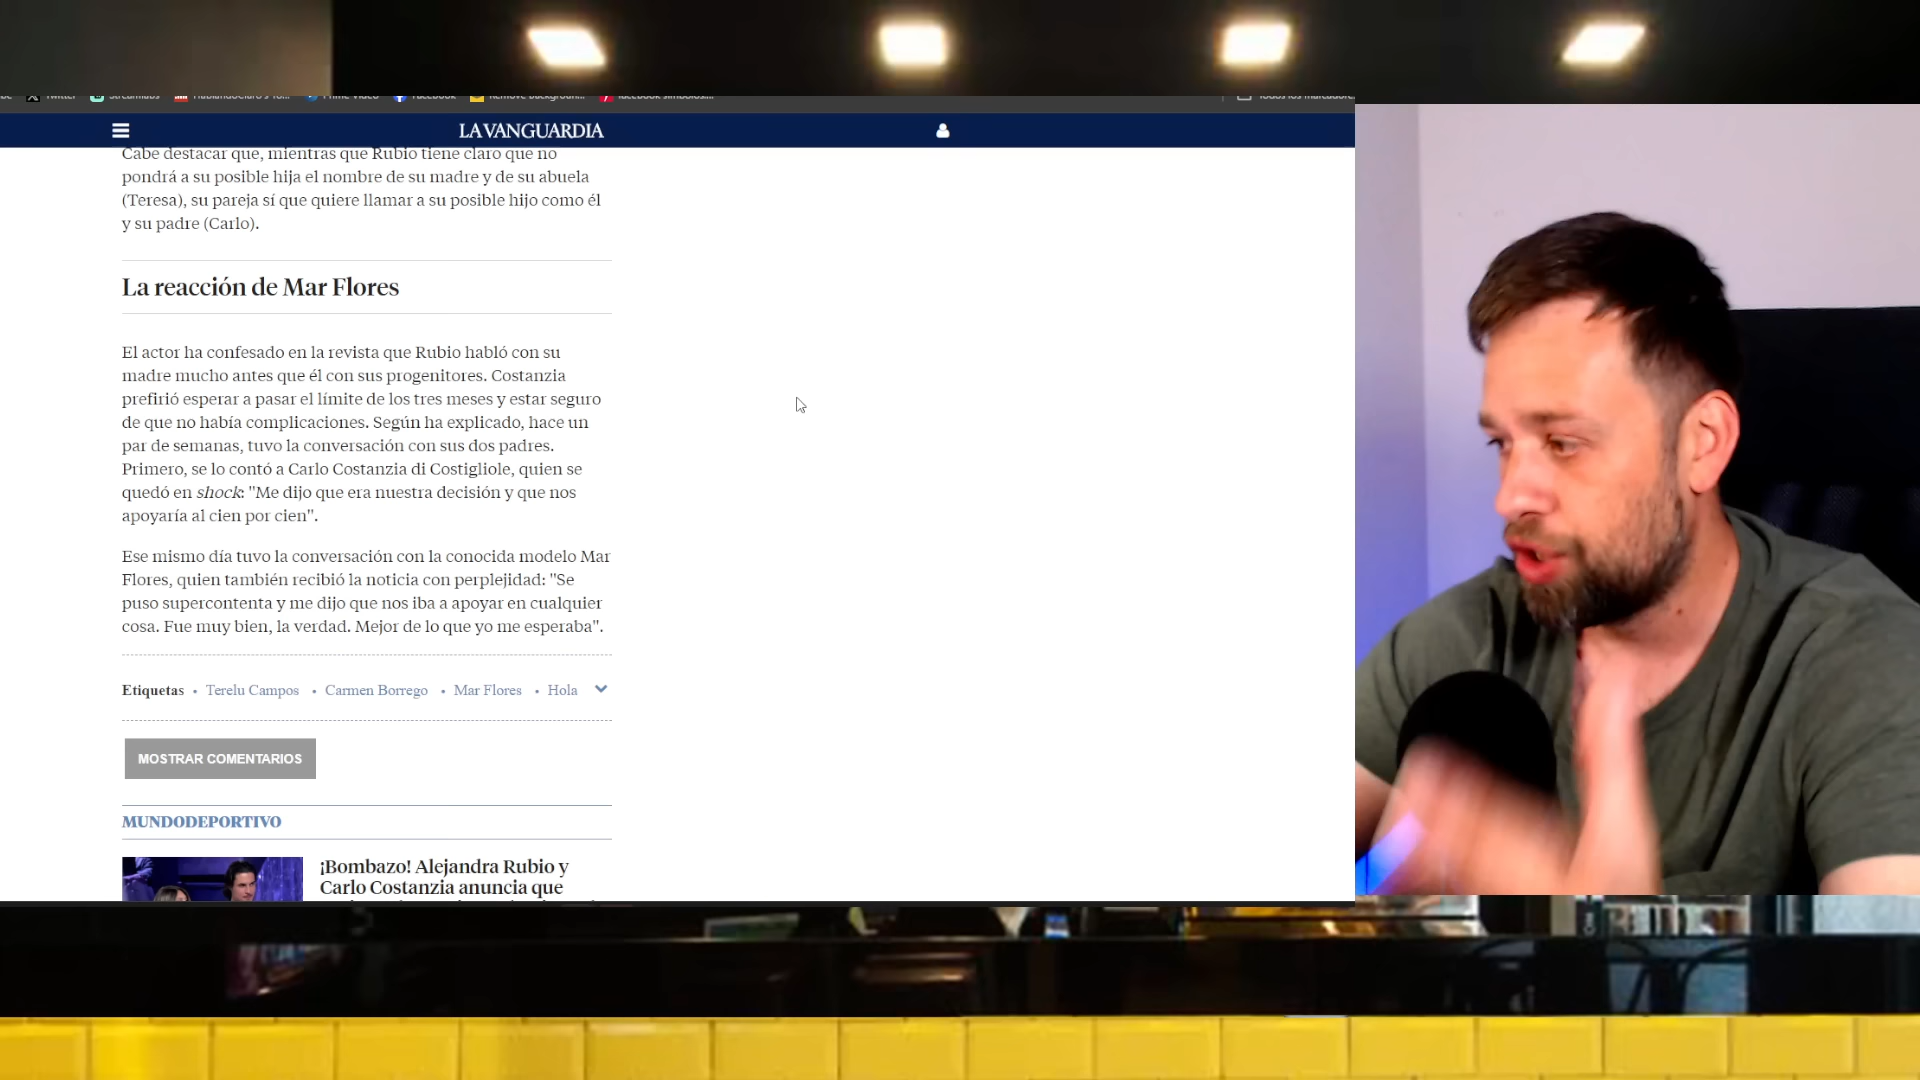 Twitter
Streamlabs
Prime Video
Facebook
LA VANGUARDIA
Cabe destacar que, mientras que Rubio tiene claro que no
pondrá a su posible hija el nombre de su madre y de su abuela
(Teresa), su pareja sí que quiere llamar a su posible hijo como él
y su padre (Carlo).
La reacción de Mar Flores
El actor ha confesado en la revista que Rubio habló con su
madre mucho antes que él con sus progenitores. Costanzia
prefirió esperar a pasar el límite de los tres meses y estar seguro
de que no había complicaciones. Según ha explicado, hace un
par de semanas, tuvo la conversación con sus dos padres.
Primero, se lo contó a Carlo Costanzia di Costigliole, quien se
quedó en shock: "Me dijo que era nuestra decisión y que nos
apoyaría al cien por cien".
Ese mismo día tuvo la conversación con la conocida modelo Mar
Flores, quien también recibió la noticia con perplejidad: "Se
puso supercontenta y me dijo que nos iba a apoyar en cualquier
cosa. Fue muy bien, la verdad. Mejor de lo que yo me esperaba".
Etiquetas • Terelu Campos • Carmen Borrego • Mar Flores • Hola
MOSTRAR COMENTARIOS
MUNDODEPORTIVO
¡Bombazo! Alejandra Rubio y
Carlo Costanzia anuncia que